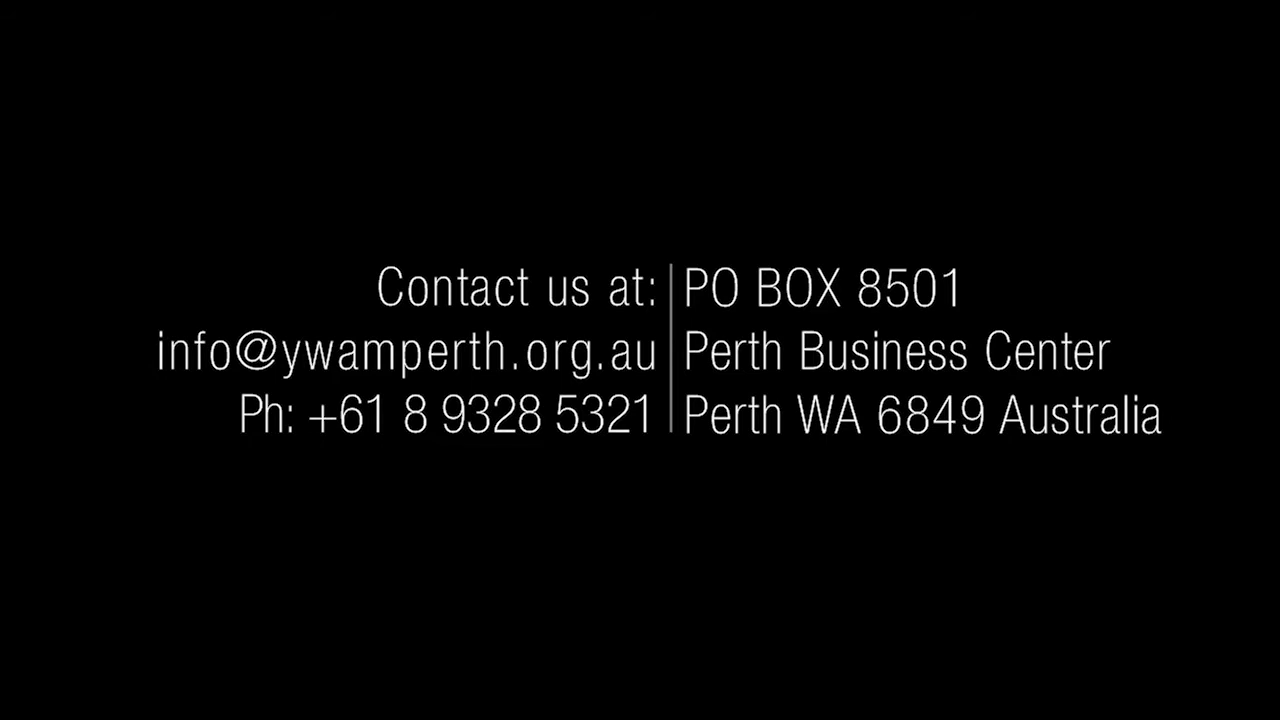 Contact us at:
info@ywamperth.org.au
Ph: +61 8 9328 5321
PO BOX 8501
Perth Business Center
Perth WA 6849 Australia